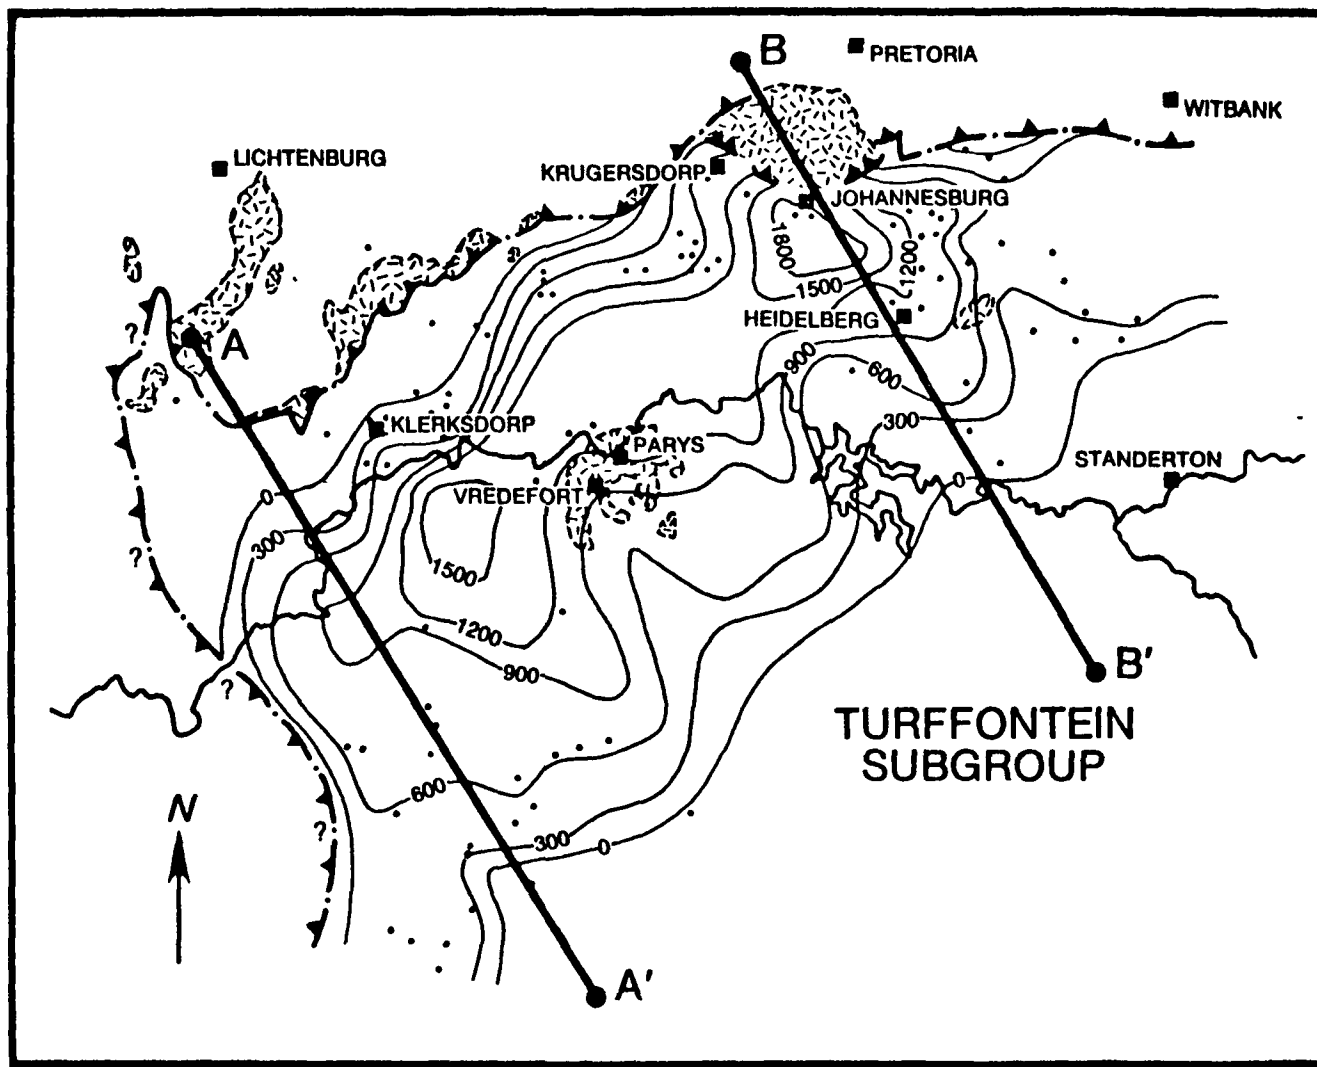 B
PRETORIA
WITBANK
LICHTENBURG
KRUGERSDORP
JOHANNESBURG
1800
1200
1500
HEIDELBERG
?
A
900
600
300
KLERKSDORP
PARYS
STANDERTON
0
VREDEFORT
0
300
?
1500
1200
900
?
B'
TURFFONTEIN
SUBGROUP
N
600
?
300
0
A'